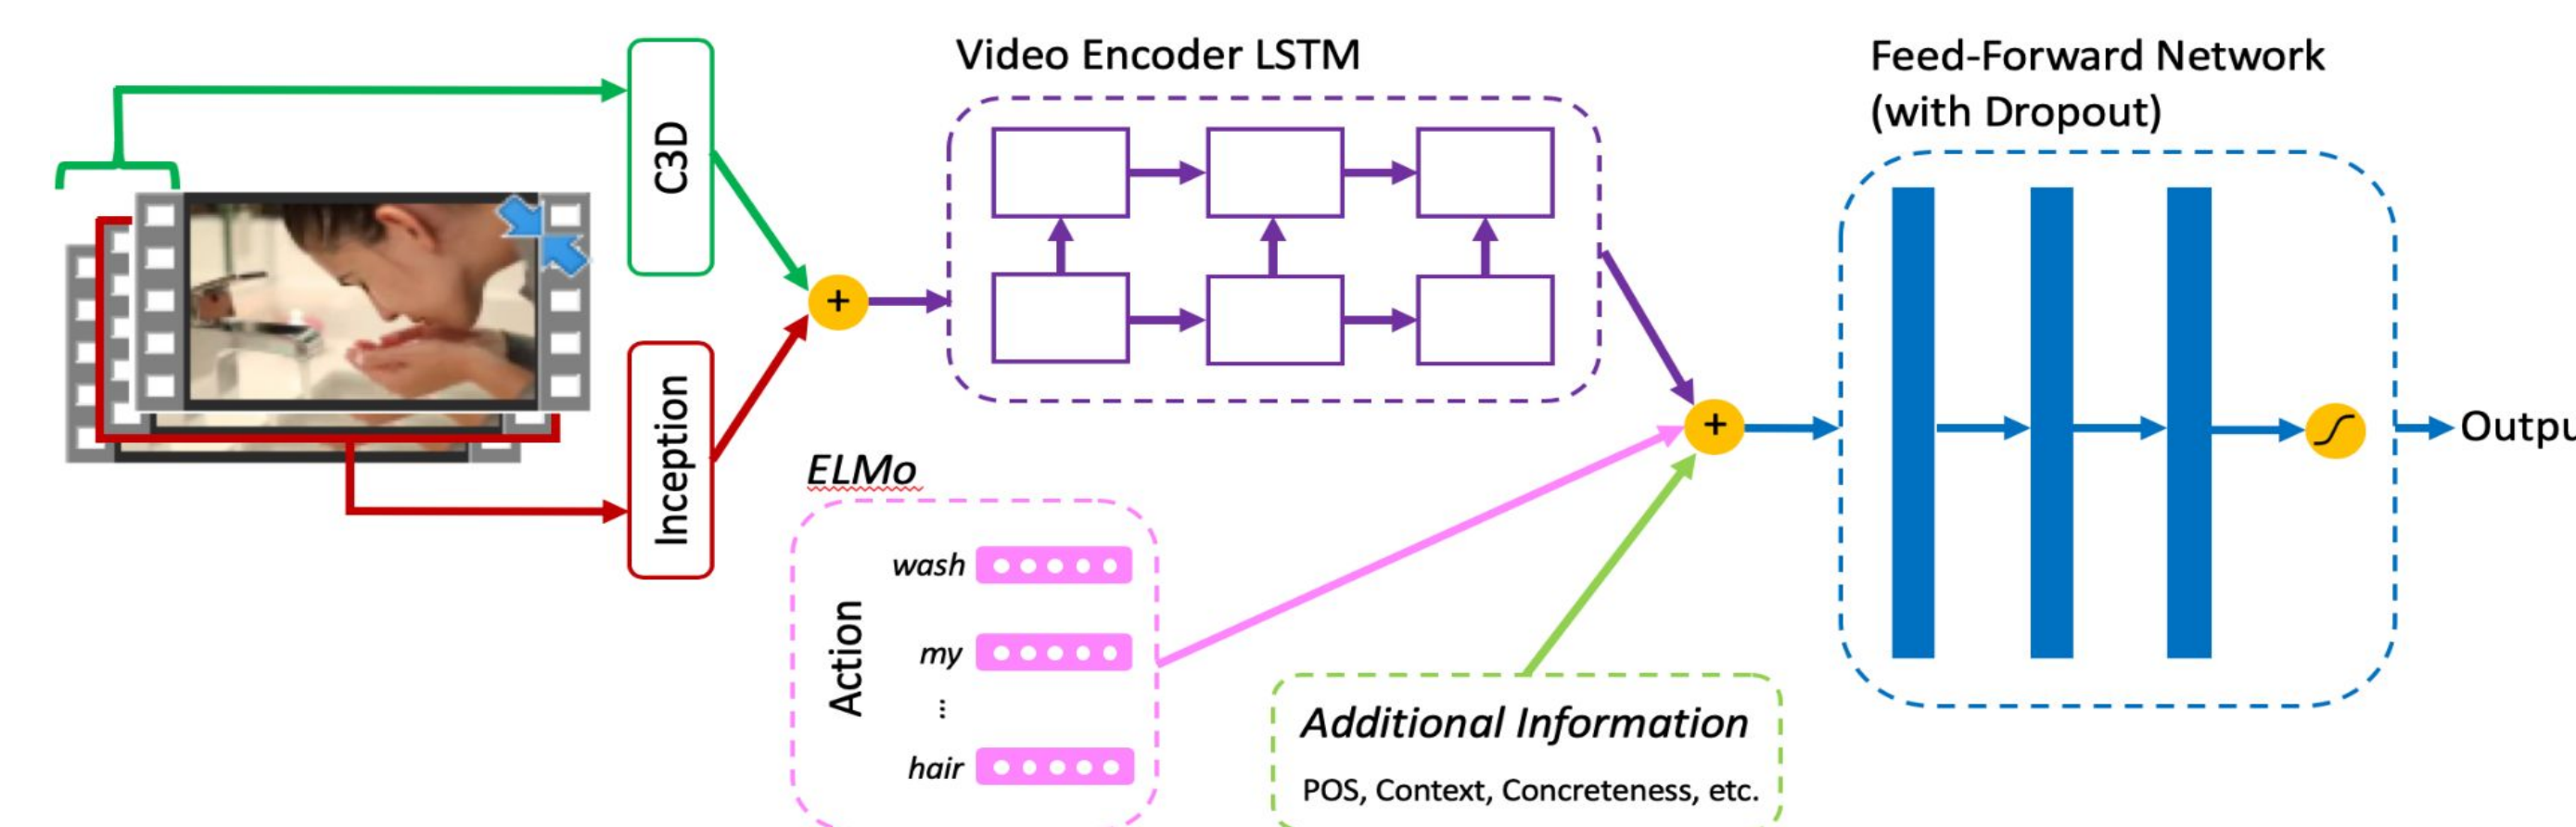 Video Encoder LSTM
Feed-Forward Network
(with Dropout)
C3D
+
Inception
+
Outpu
ELMo
Action
wash
my
...
hair
Additional Information
POS, Context, Concreteness, etc.